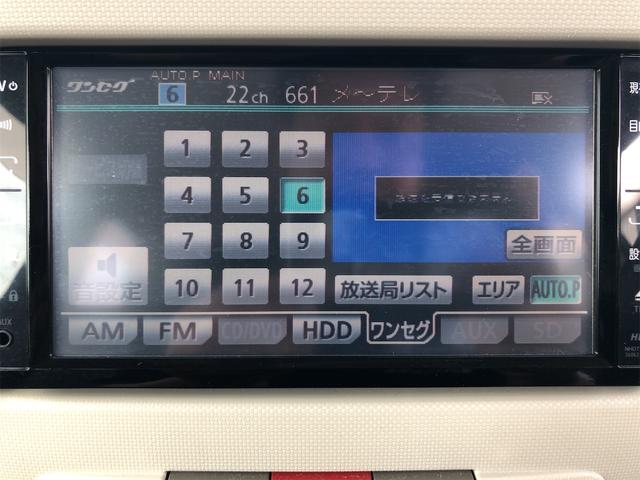 AUTO.P MAIN
ワンセグ 6 22ch 661 メ〜テレ
1 2 3
4 5 6
7 8 9
全画面
音設定
10 11 12 放送局リスト エリア AUTO.P
AM FM CD/DVD HDD ワンセグ AUX SD